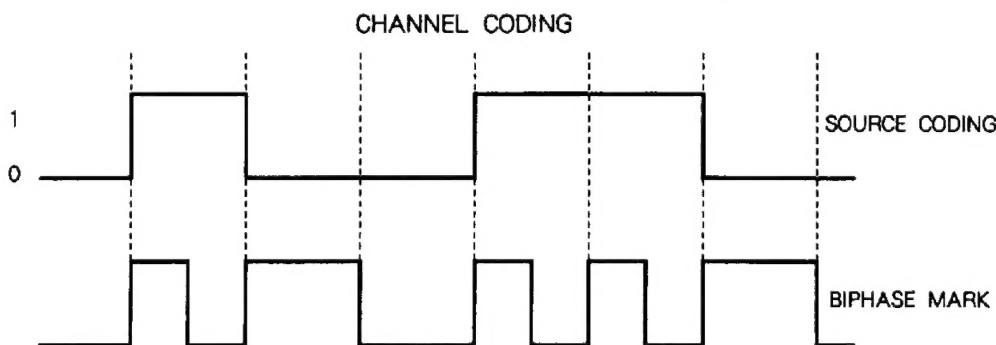 CHANNEL CODING
1
SOURCE CODING
0
BIPHASE MARK